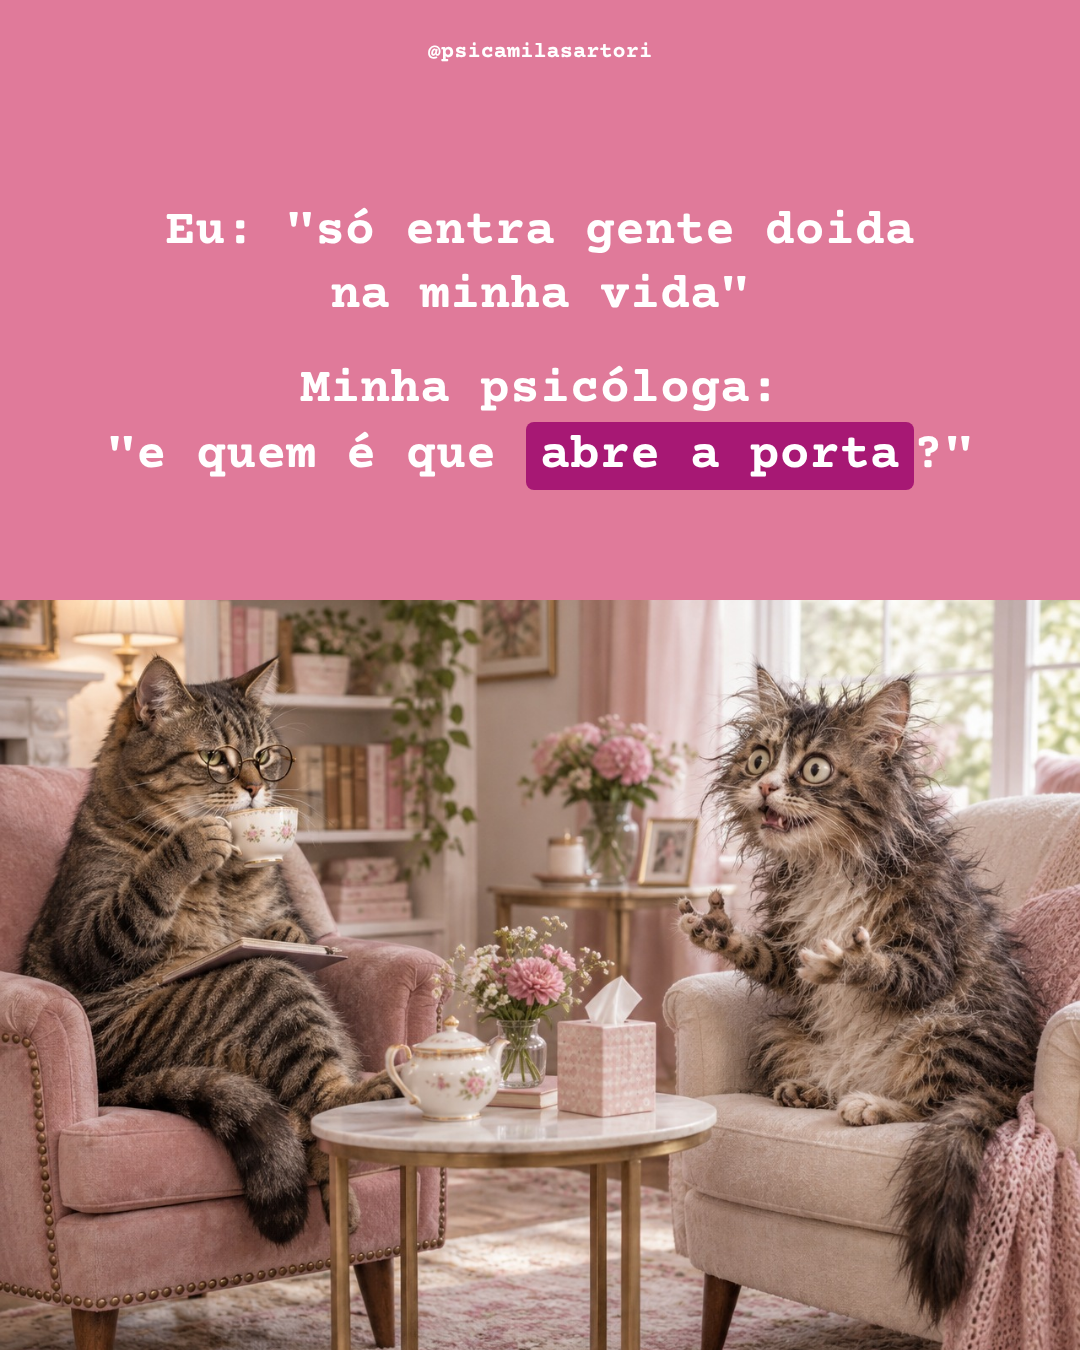 @psicamilasartori
Eu: "só entra gente doida
na minha vida"
Minha psicóloga:
"e quem é que abre a porta?"